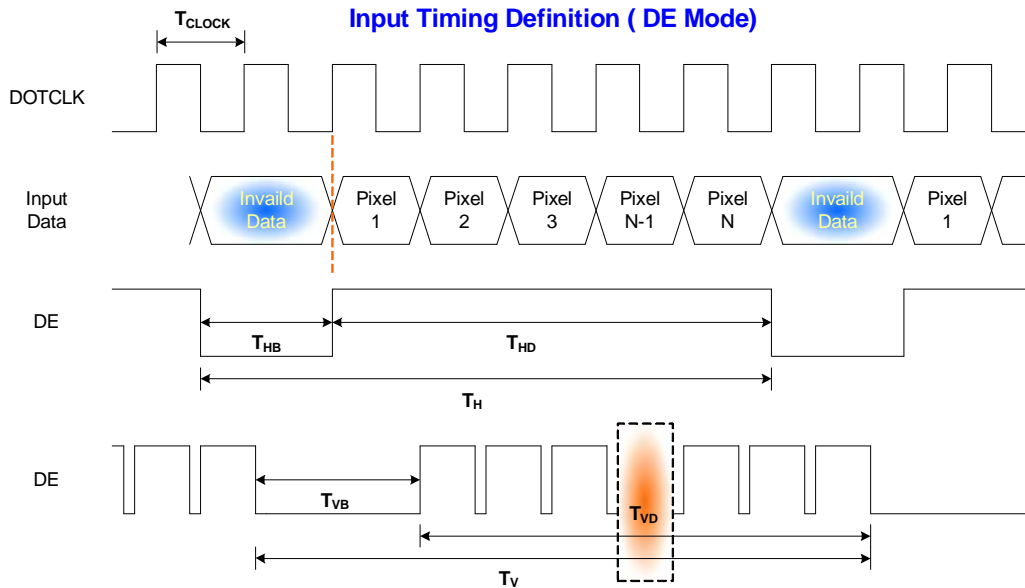 Input Timing Definition ( DE Mode)
TCLOCK
DOTCLK
Input
Data
Invaild
Data
Pixel
1
Pixel
2
Pixel
3
Pixel
N-1
Pixel
N
Invaild
Data
Pixel
1
DE
THB
THD
TH
DE
TVB
TVD
TV